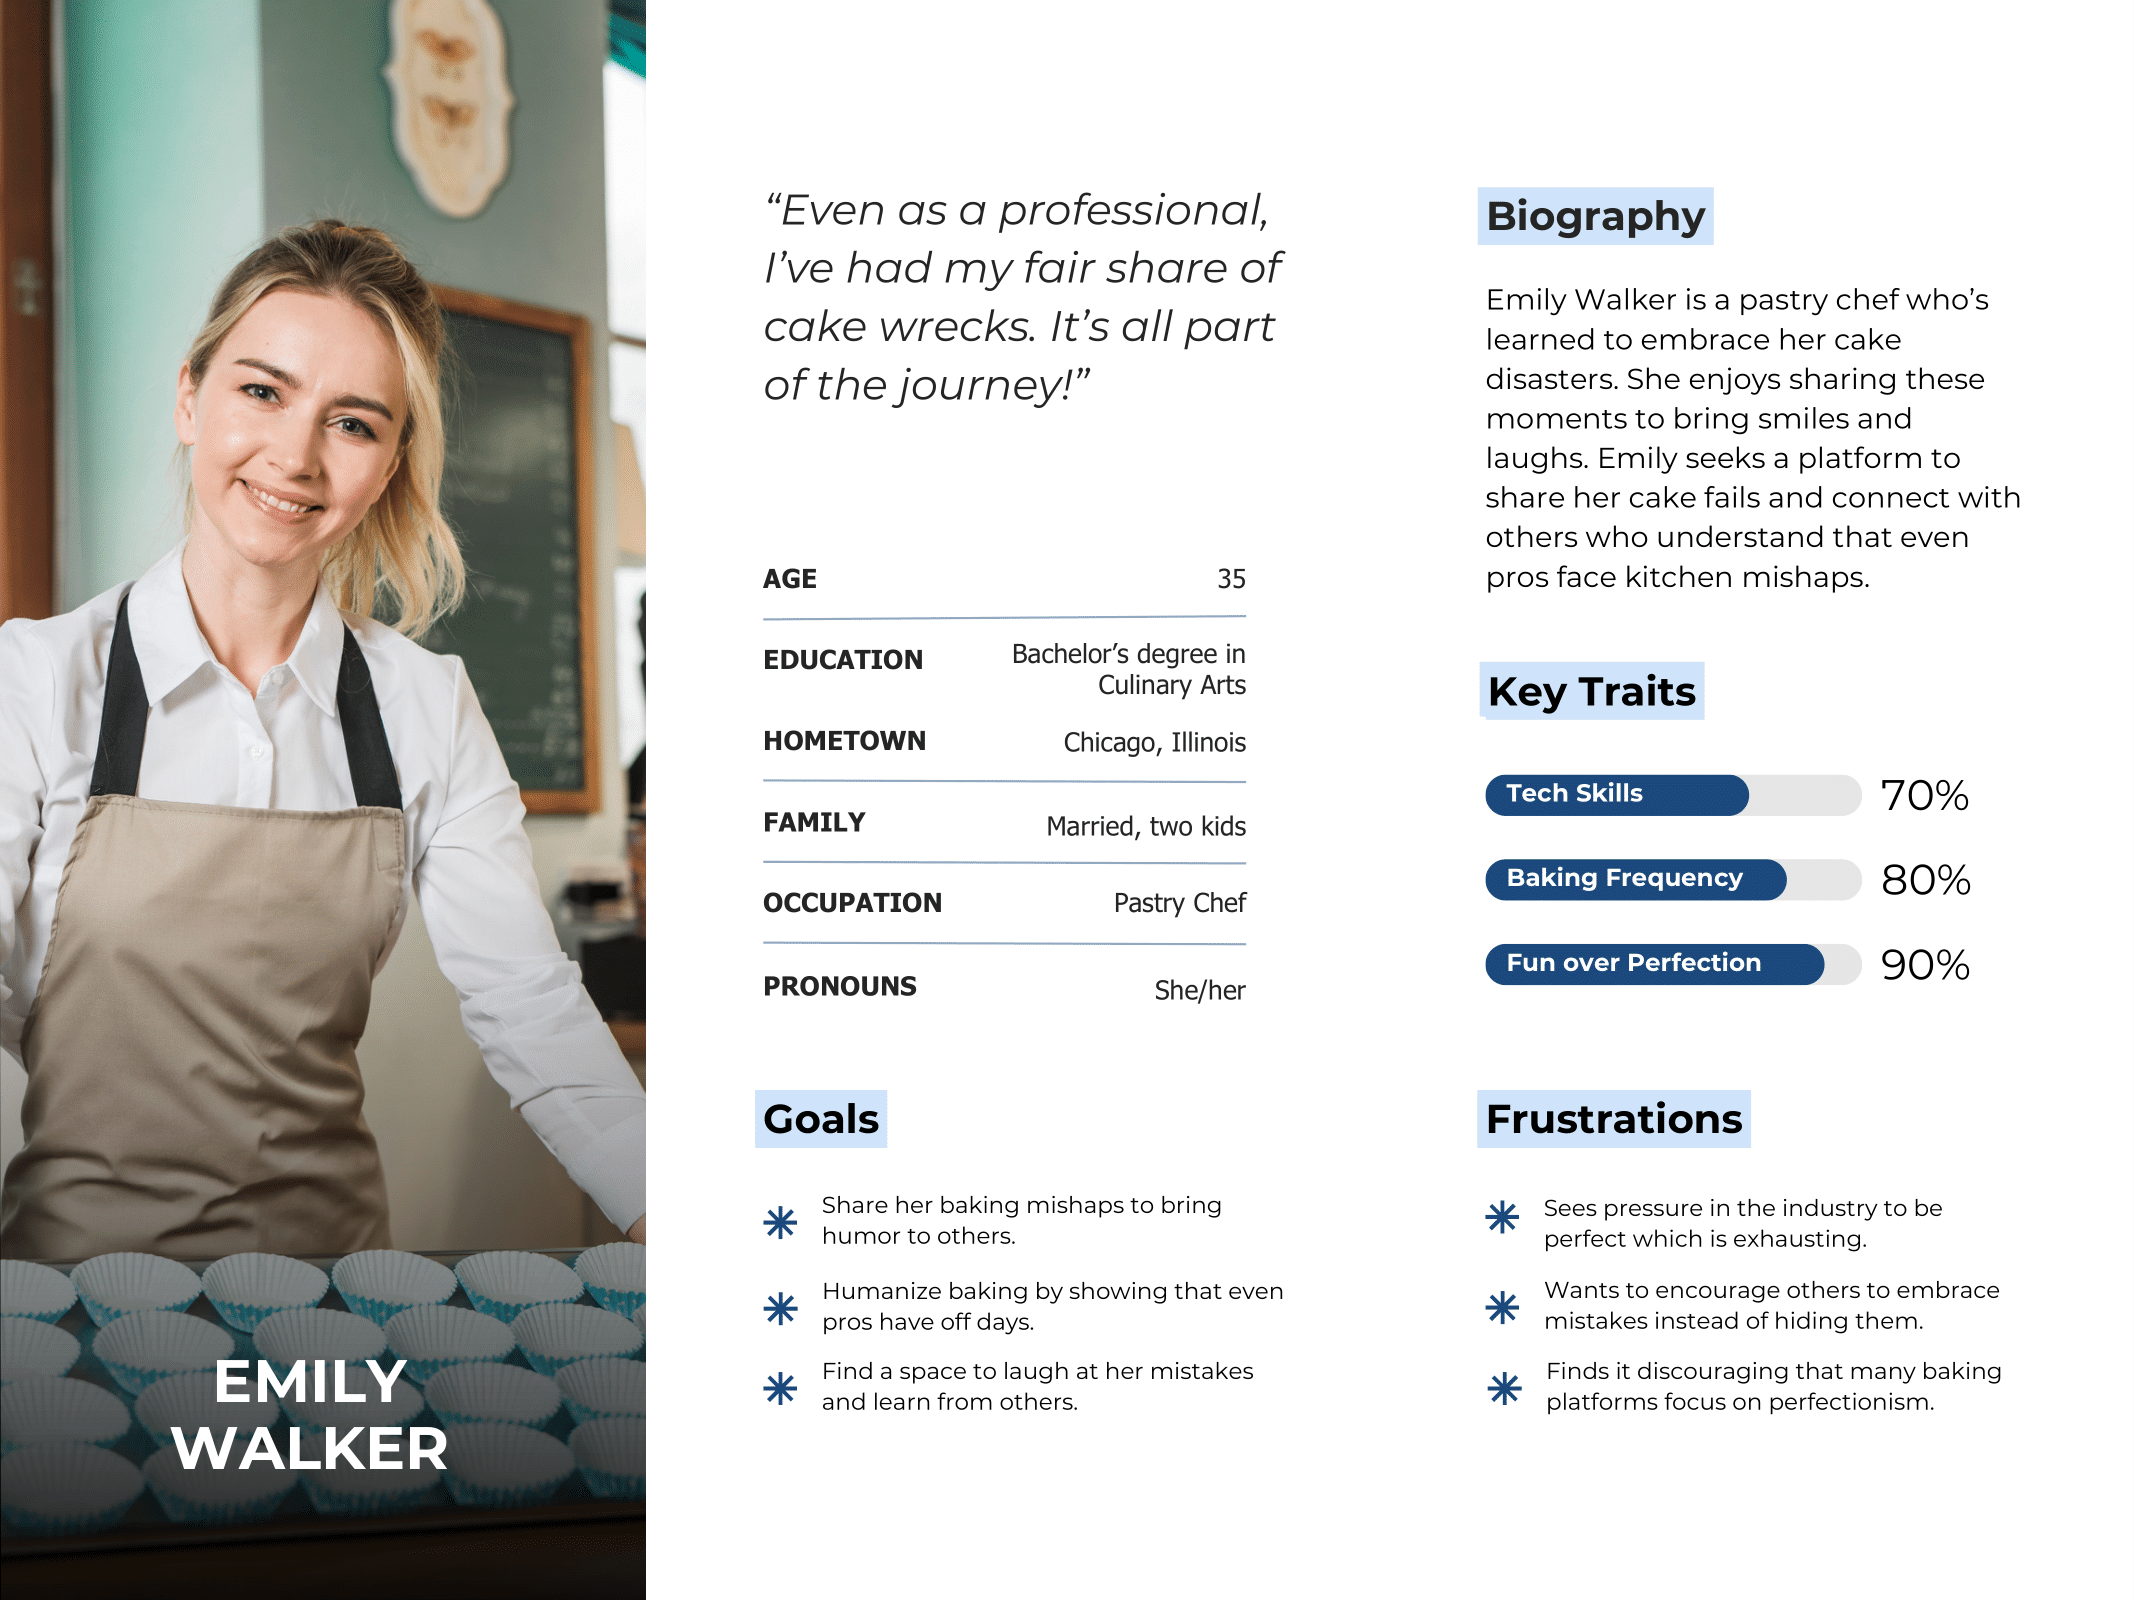 “Even as a professional,
I’ve had my fair share of
cake wrecks. It’s all part
of the journey!”
AGE 35
EDUCATION Bachelor’s degree in
Culinary Arts
HOMETOWN Chicago, Illinois
FAMILY Married, two kids
OCCUPATION Pastry Chef
PRONOUNS She/her
Goals
Share her baking mishaps to bring
humor to others.
Humanize baking by showing that even
pros have off days.
Find a space to laugh at her mistakes
and learn from others.
Biography
Emily Walker is a pastry chef who’s
learned to embrace her cake
disasters. She enjoys sharing these
moments to bring smiles and
laughs. Emily seeks a platform to
share her cake fails and connect with
others who understand that even
pros face kitchen mishaps.
Key Traits
Tech Skills 70%
Baking Frequency 80%
Fun over Perfection 90%
Frustrations
Sees pressure in the industry to be
perfect which is exhausting.
Wants to encourage others to embrace
mistakes instead of hiding them.
Finds it discouraging that many baking
platforms focus on perfectionism.
EMILY
WALKER